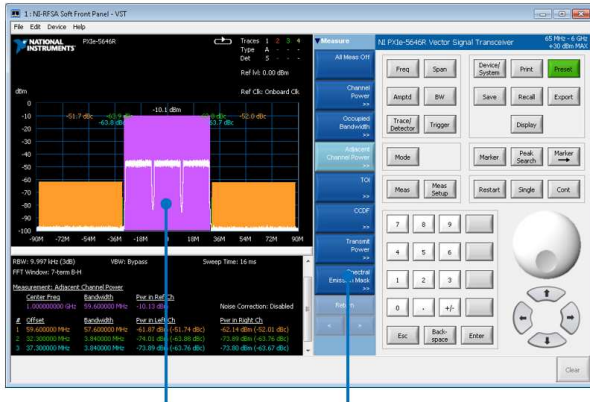 1: NI-RFSA Soft Front Panel - VST
File Edit Device Help
NATIONAL INSTRUMENTS
PXIe-5646R
Traces 1 2 3 4
Type A - - -
Det S - - -
Ref lvl: 0.00 dBm
dBm
Ref Clk: Onboard Clk
0
-10
-20
-30
-40
-50
-60
-70
-80
-90
-100
-10.1 dBm
-51.7 dBc
-63.9
-63.8 dB
63.7 dBc
-52.0 dBc
-90M -72M -54M -36M -18M 0 18M 36M 54M 72M 90M
RBW: 9.997 kHz (3dB) VBW: Bypass Sweep Time: 16 ms
FFT Window: 7-term B-H
Measurement: Adjacent Channel Power
Center Freq Bandwidth Pwr in Ref Ch
1.000000000 GHz 59.600000 MHz -10.13 dBm Noise Correction: Disabled
# Offset Bandwidth Pwr in Left Ch Pwr in Right Ch
1 59.600000 MHz 57.600000 MHz -61.87 dBm (-51.74 dBc) -62.14 dBm (-52.01 dBc)
2 32.300000 MHz 3.840000 MHz -74.01 dBm (-63.88 dBc) -73.89 dBm (-63.76 dBc)
3 37.300000 MHz 3.840000 MHz -73.89 dBm (-63.76 dBc) -73.80 dBm (-63.67 dBc)
Measure
All Meas Off
Channel Power >>
Occupied Bandwidth >>
Adjacent Channel Power >>
TOI >>
CCDF >>
Transmit Power >>
Spectral Emission Mask >>
Return
< >
NI PXIe-5646R Vector Signal Transceiver
65 MHz - 6 GHz
+30 dBm MAX
Freq Span Device/System Print Preset
Amptd BW Save Recall Export
Trace/Detector Trigger Display
Mode Marker Peak Search Marker
Meas Meas Setup Restart Single Cont
7 8 9
4 5 6
1 2 3
0 . +/-
Esc Back-space Enter
Clear